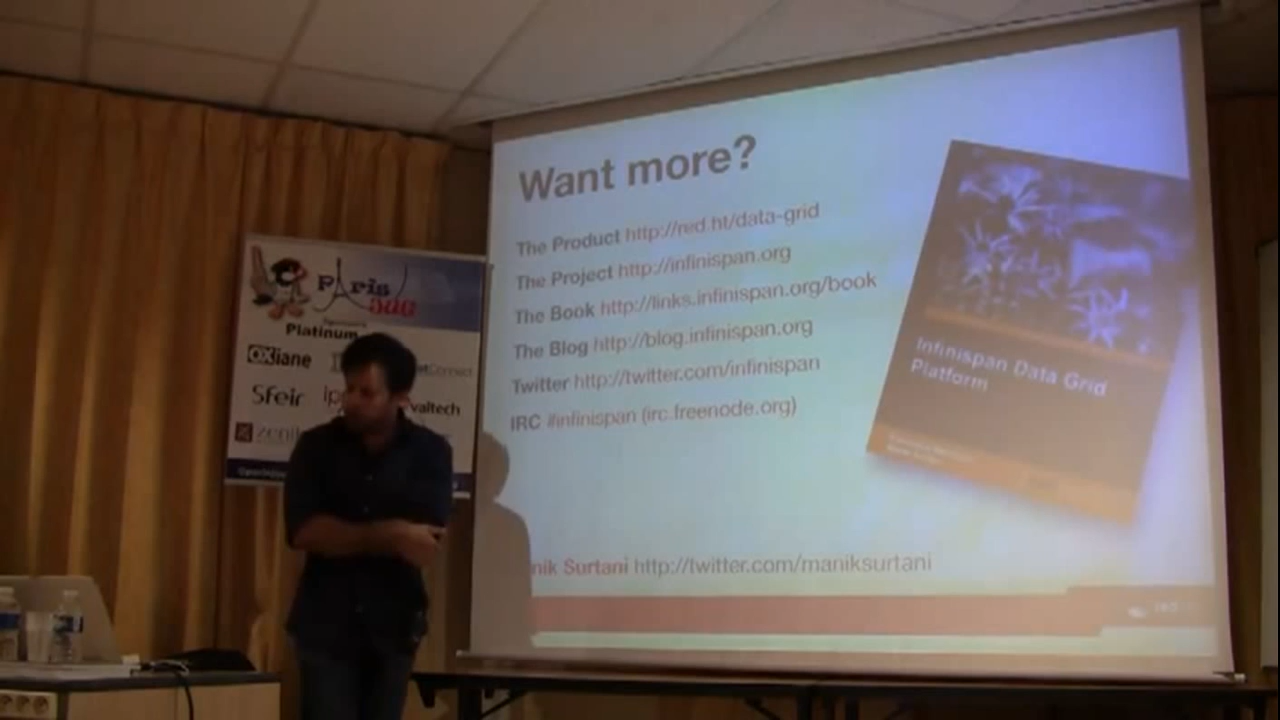 Want more?
The Product http://red.ht/data-grid
The Project http://infinispan.org
The Book http://links.infinispan.org/book
The Blog http://blog.infinispan.org
Twitter http://twitter.com/infinispan
IRC #infinispan (irc.freenode.org)
nik Surtani http://twitter.com/maniksurtani
Infinispan Data Grid
Platform
Paris
JUG
Platinum
OXiane
Sfeir
valtech